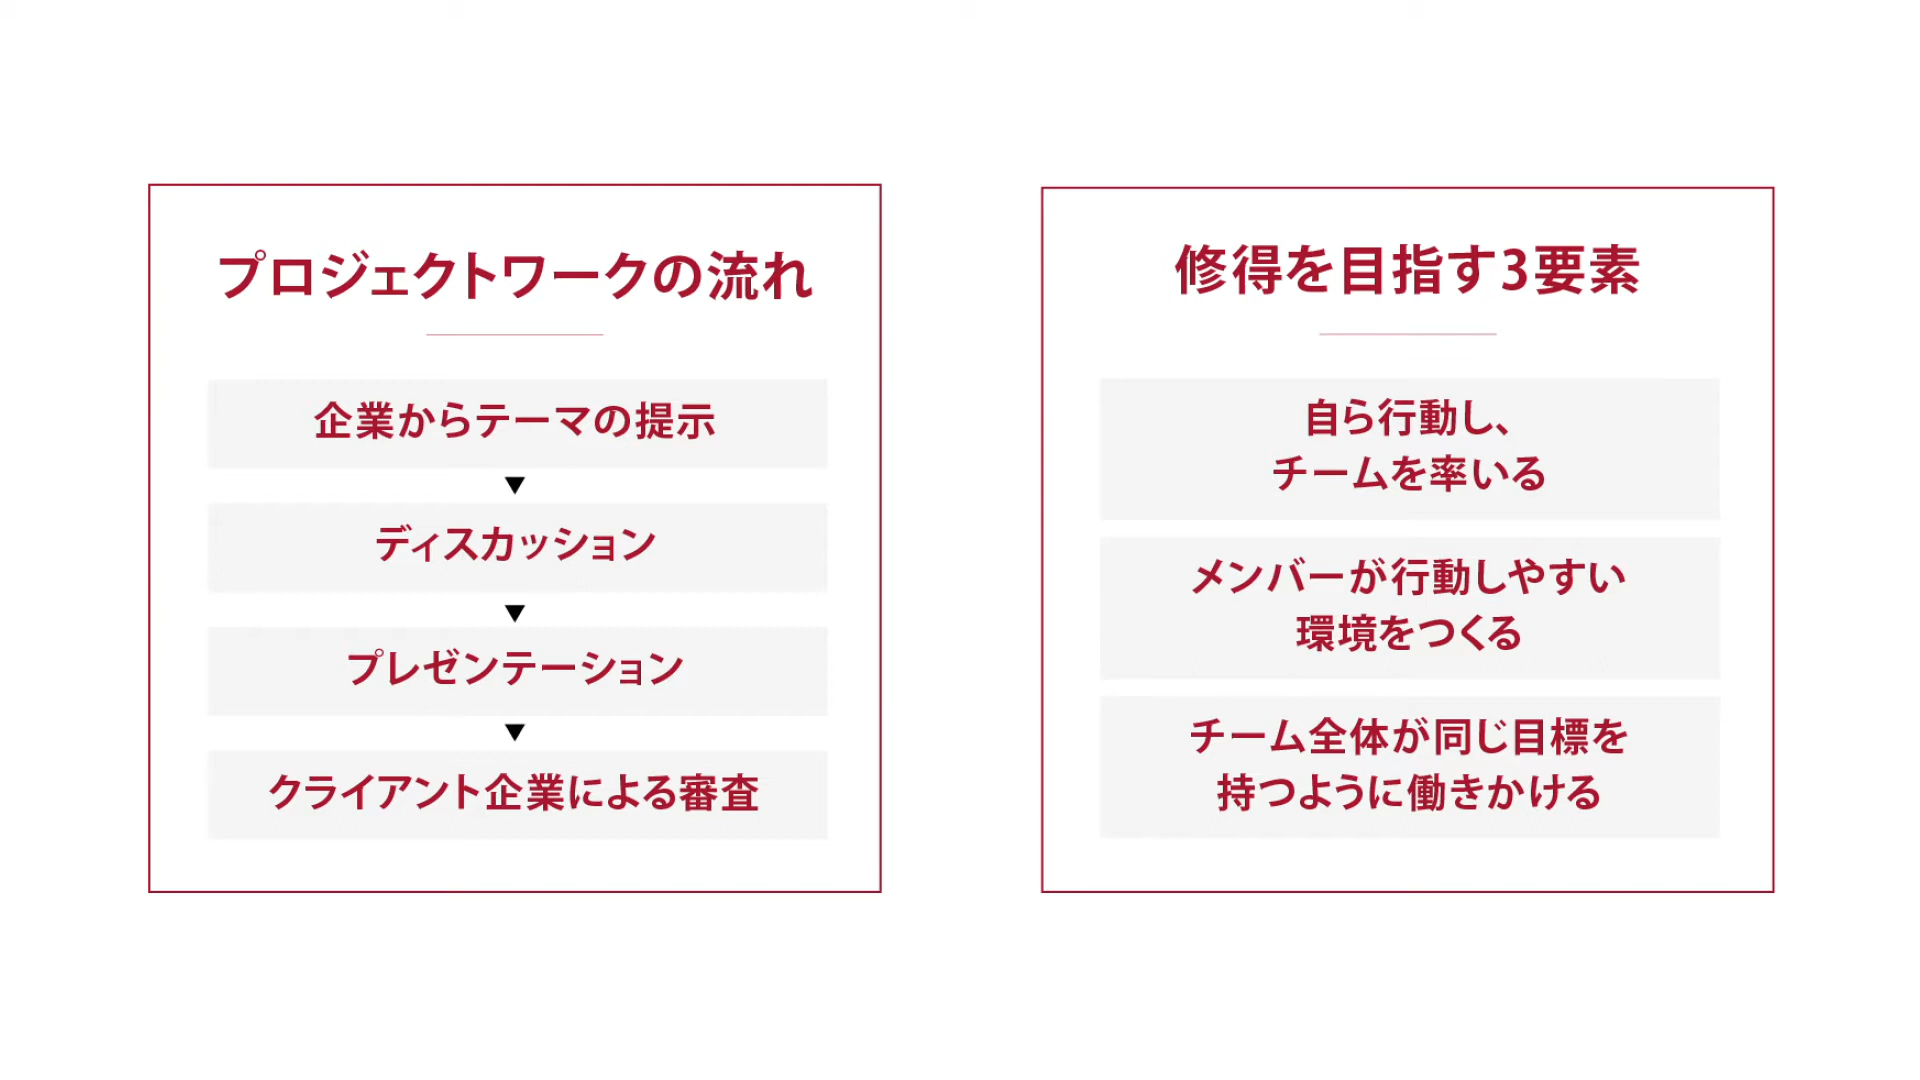 プロジェクトワークの流れ
企業からテーマの提示
▼
ディスカッション
▼
プレゼンテーション
▼
クライアント企業による審査
修得を目指す3要素
自ら行動し、
チームを率いる
メンバーが行動しやすい
環境をつくる
チーム全体が同じ目標を
持つように働きかける